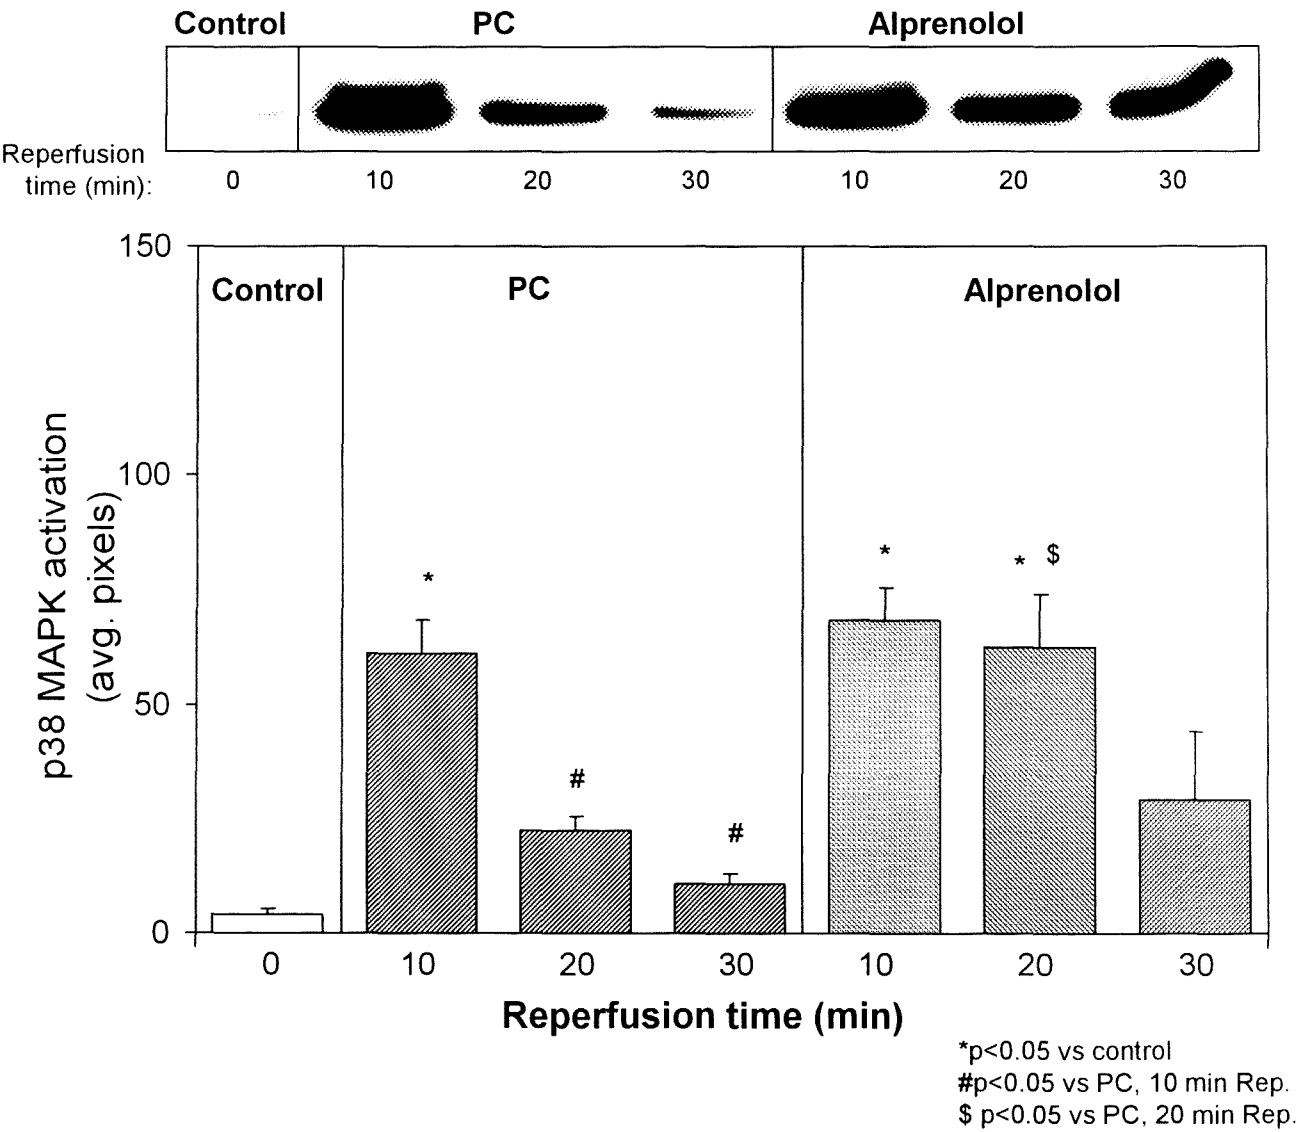 Control PC Alprenolol
Reperfusion
time (min): 0 10 20 30 10 20 30
150
Control PC Alprenolol
100
50
0
p38 MAPK activation
(avg. pixels)
* # # * * $
0 10 20 30 10 20 30
Reperfusion time (min)
*p<0.05 vs control
#p<0.05 vs PC, 10 min Rep.
$ p<0.05 vs PC, 20 min Rep.